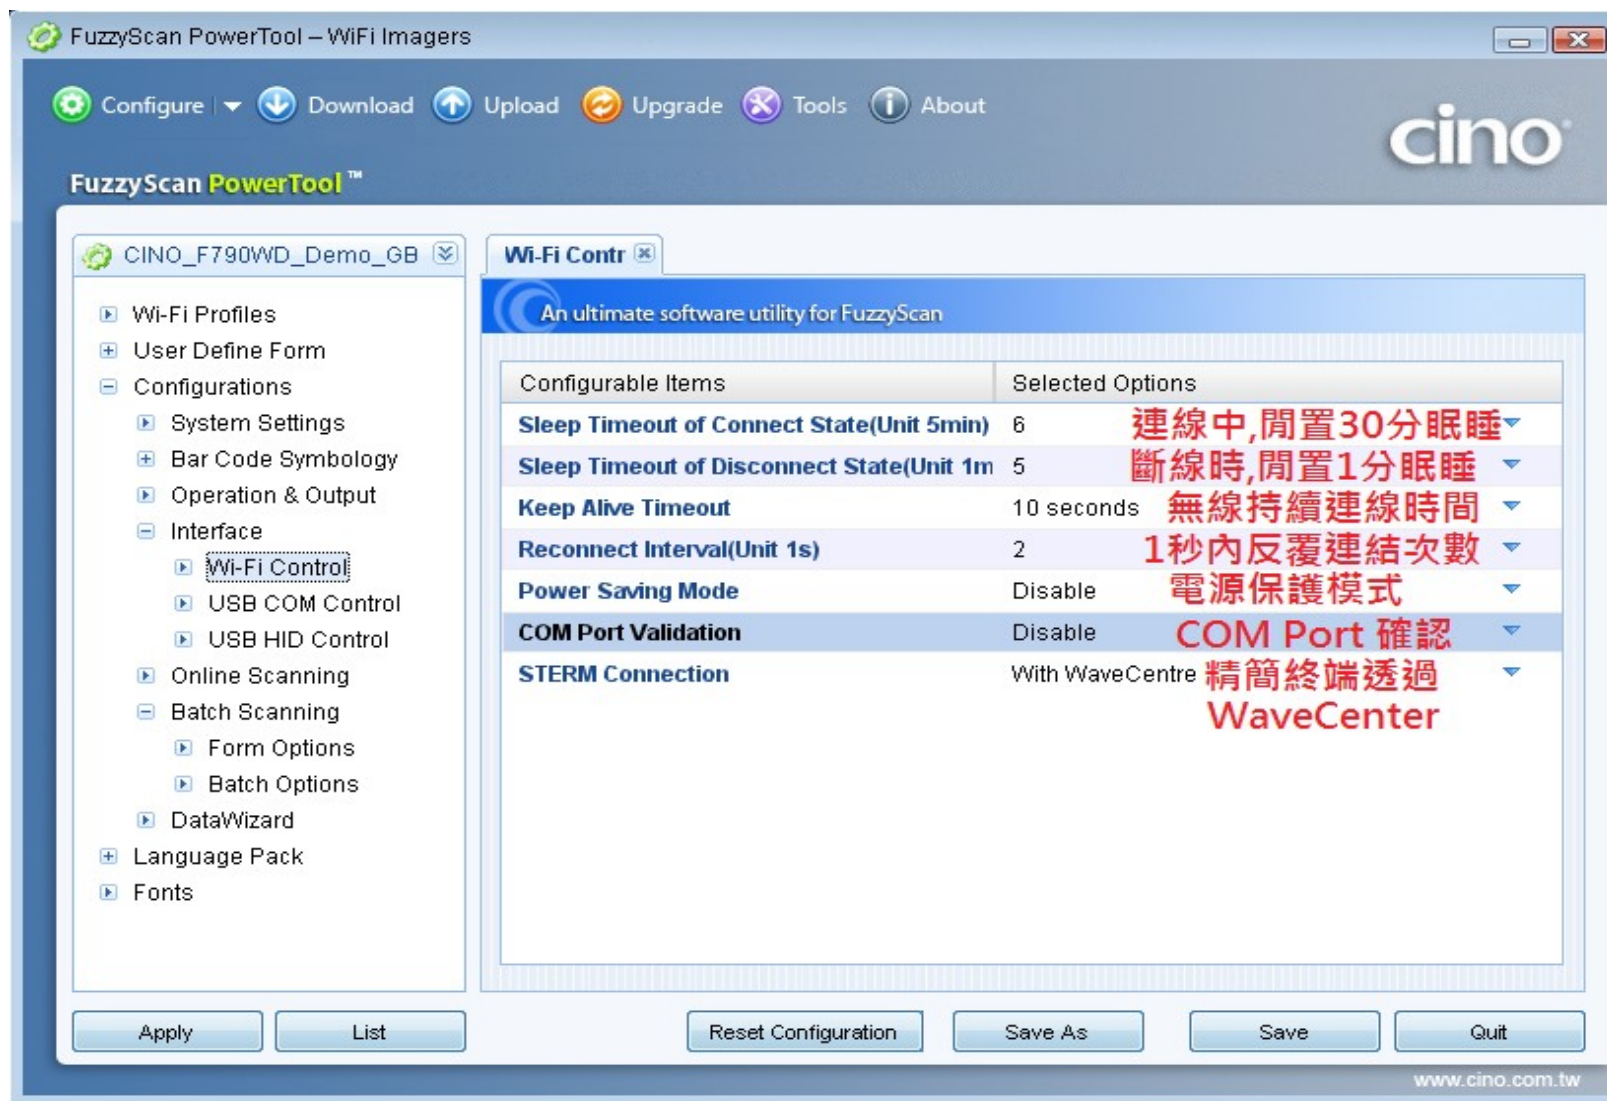 FuzzyScan PowerTool – WiFi Imagers
Configure Download Upload Upgrade Tools About
cino
FuzzyScan PowerTool ™
CINO_F790WD_Demo_GB
Wi-Fi Contr
Wi-Fi Profiles
User Define Form
Configurations
System Settings
Bar Code Symbology
Operation & Output
Interface
Wi-Fi Control
USB COM Control
USB HID Control
Online Scanning
Batch Scanning
Form Options
Batch Options
DataWizard
Language Pack
Fonts
An ultimate software utility for FuzzyScan
Configurable Items Selected Options
Sleep Timeout of Connect State(Unit 5min) 6 連線中,閒置30分眠睡
Sleep Timeout of Disconnect State(Unit 1m 5 斷線時,閒置1分眠睡
Keep Alive Timeout 10 seconds 無線持續連線時間
Reconnect Interval(Unit 1s) 2 1秒內反覆連結次數
Power Saving Mode Disable 電源保護模式
COM Port Validation Disable COM Port 確認
STERM Connection With WaveCentre 精簡終端透過
WaveCenter
Apply List Reset Configuration Save As Save Quit
www.cino.com.tw